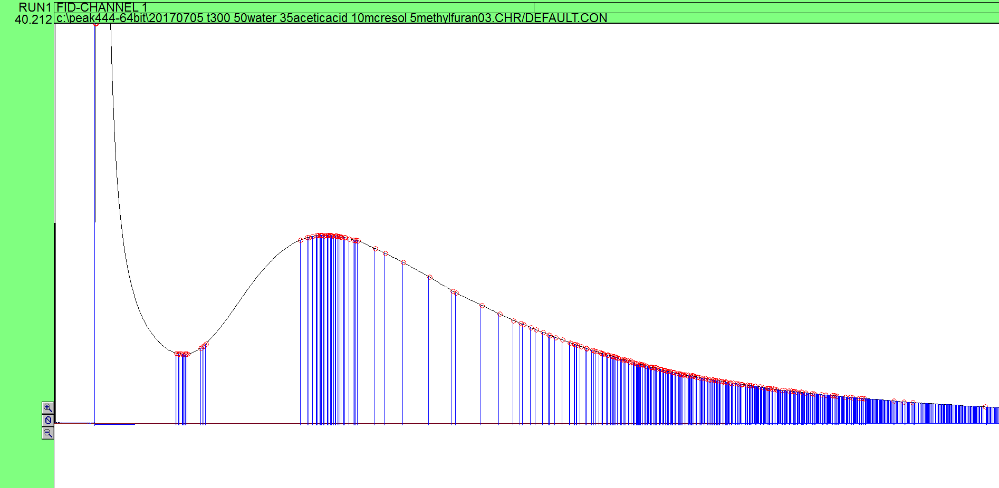 RUN1 FID-CHANNEL 1
40.212 c:\peak444-64bit\20170705 t300 50water 35aceticacid 10mcresol 5methylfuran03.CHR/DEFAULT.CON